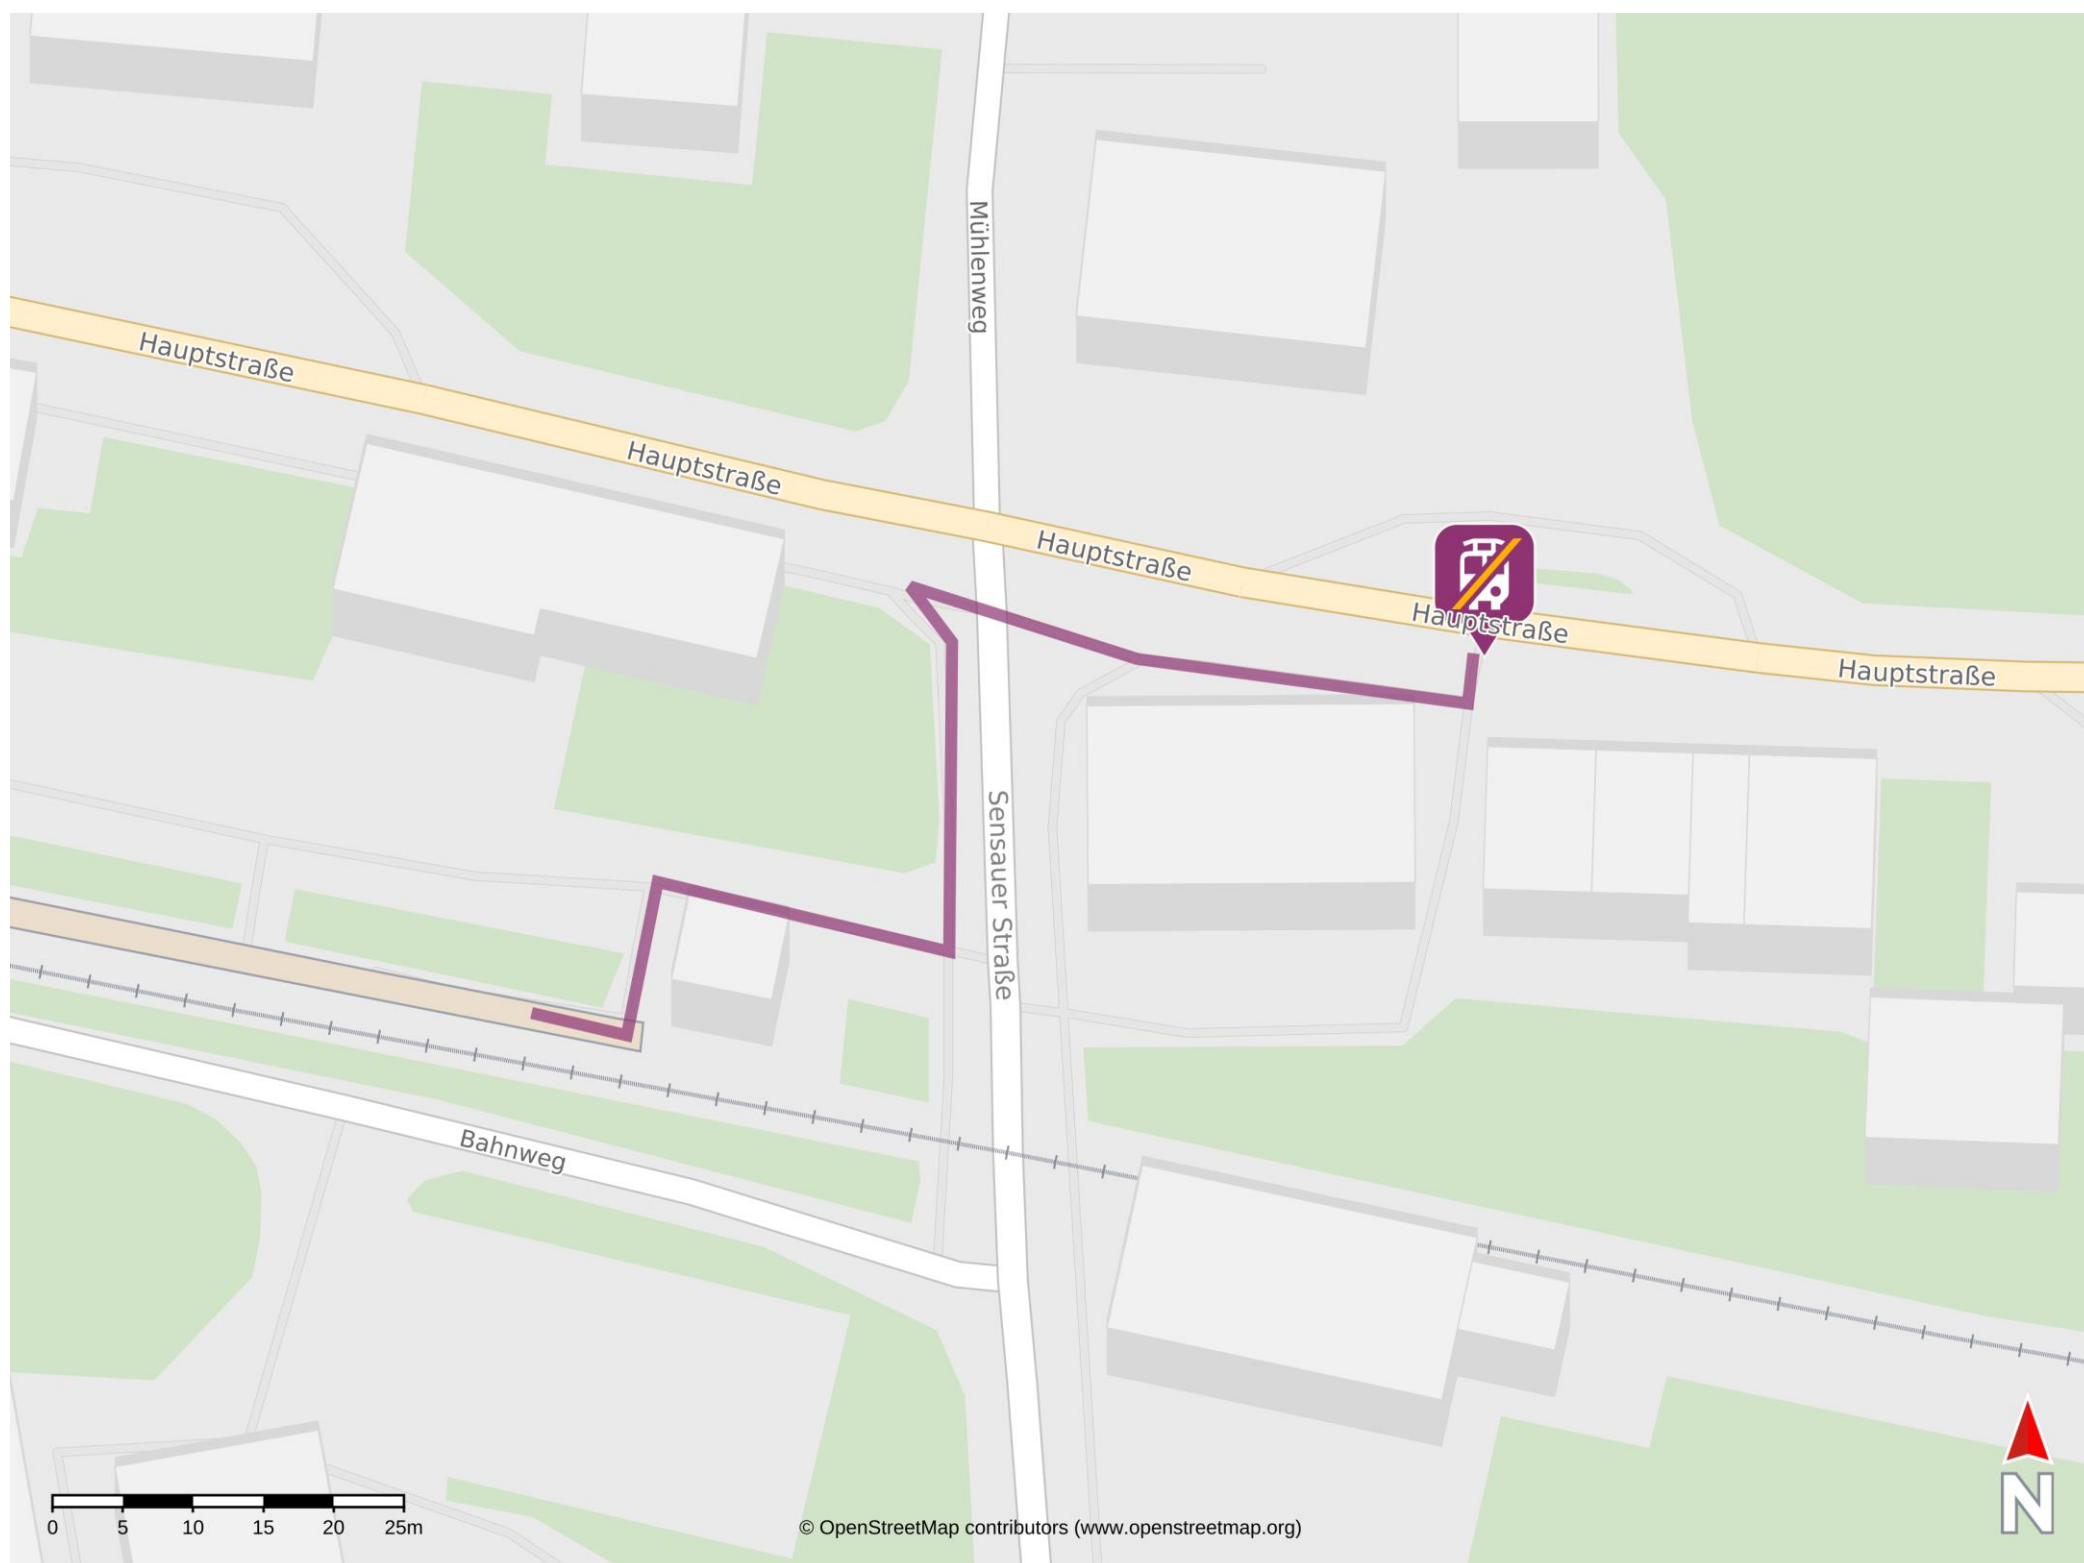 Mühlenweg
Hauptstraße
Hauptstraße
Hauptstraße
Hauptstraße
Hauptstraße
Sensauer Straße
Bahnweg
0 5 10 15 20 25m
© OpenStreetMap contributors (www.openstreetmap.org)
N